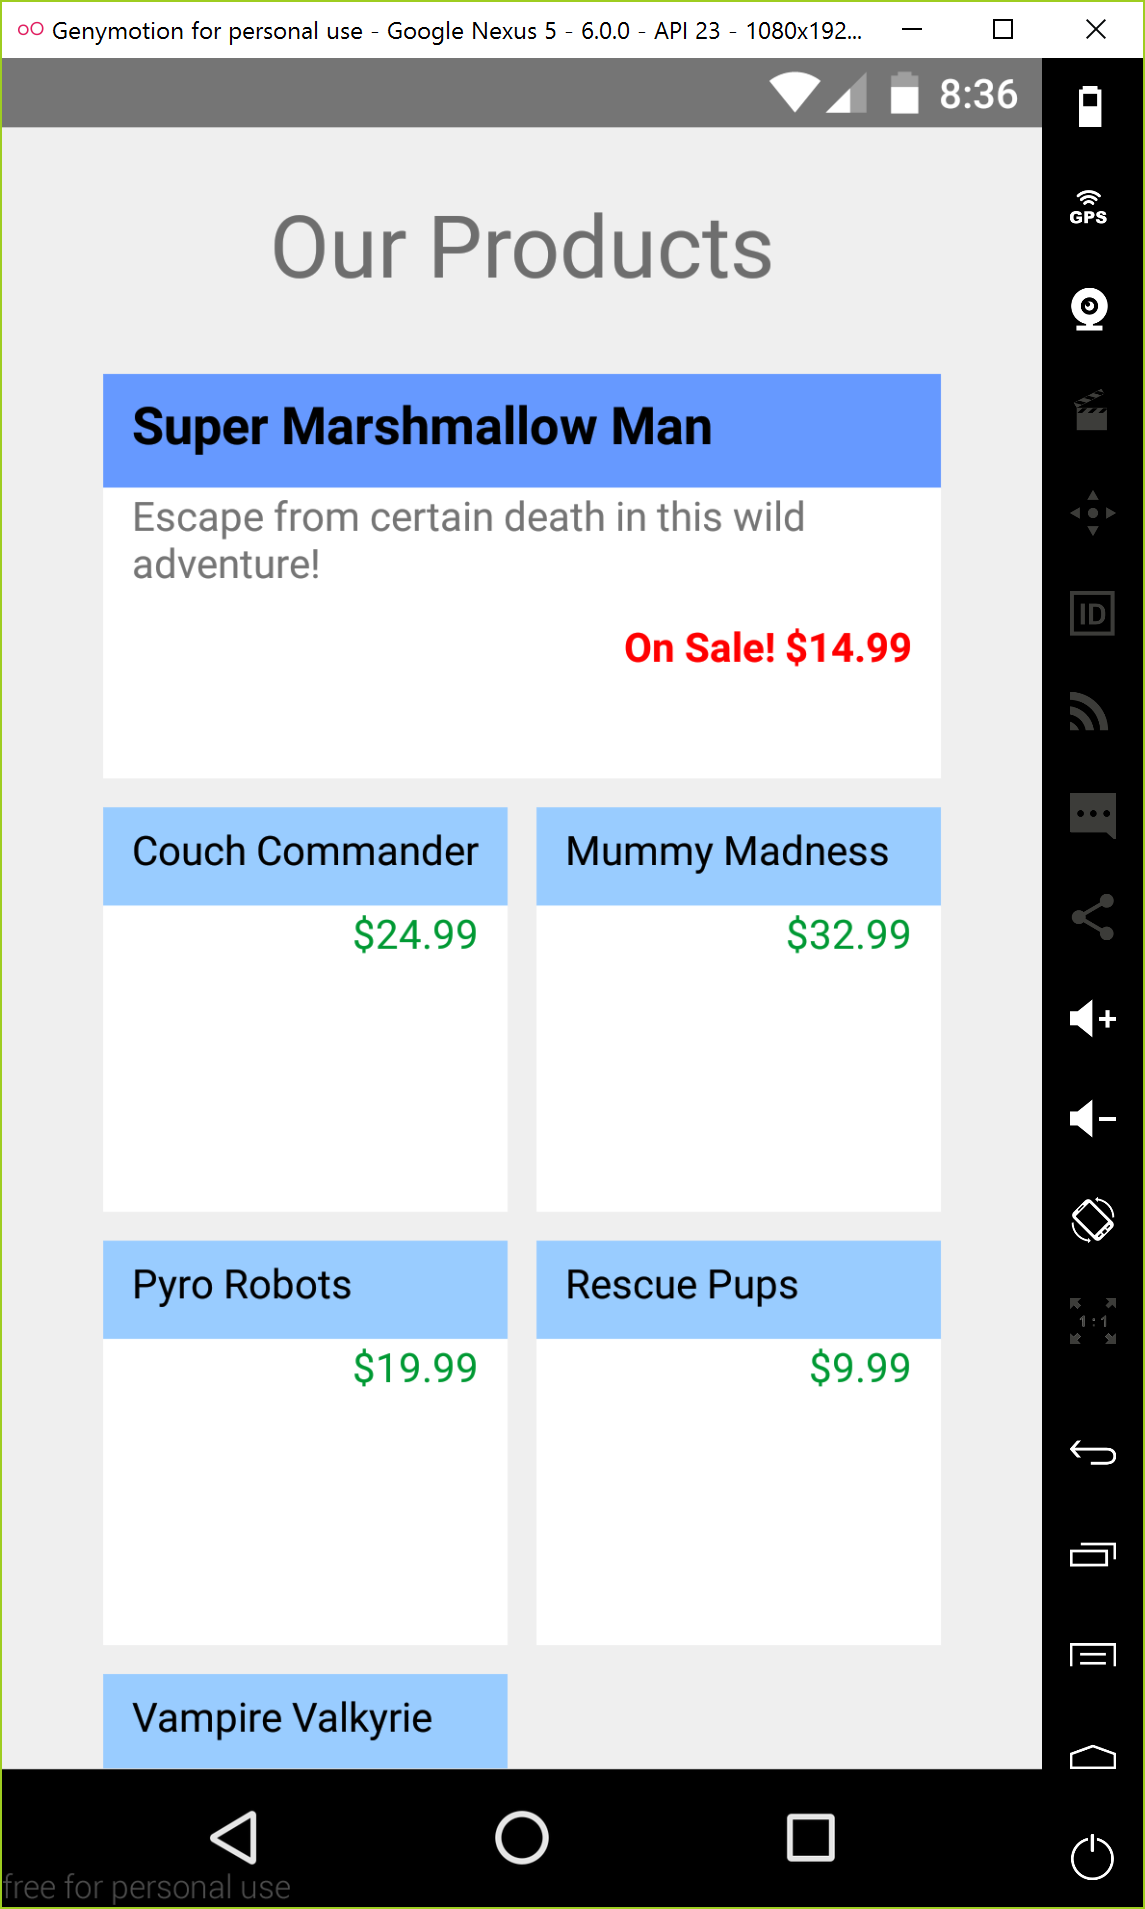 Genymotion for personal use - Google Nexus 5 - 6.0.0 - API 23 - 1080x192...
8:36
GPS
Our Products
Super Marshmallow Man
Escape from certain death in this wild
adventure!
On Sale! $14.99
ID
Couch Commander
Mummy Madness
$24.99
$32.99
Pyro Robots
Rescue Pups
1:1
$19.99
$9.99
Vampire Valkyrie
free for personal use